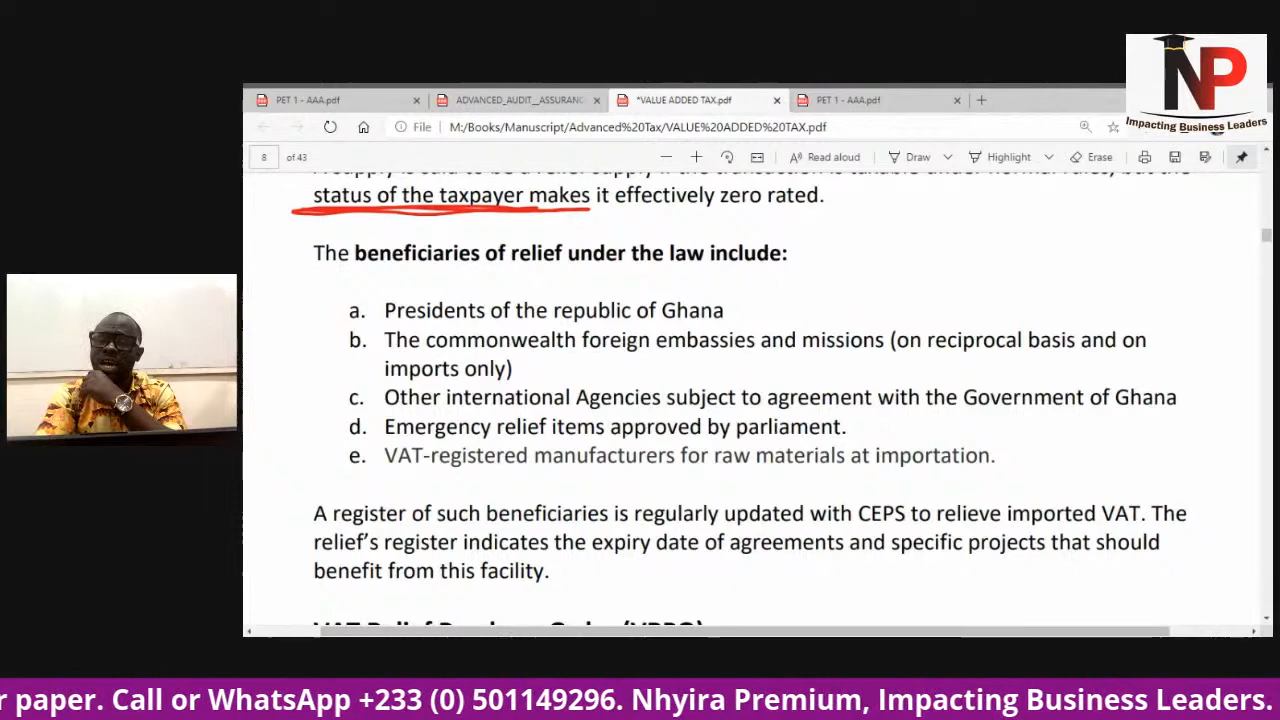 NP
Impacting Business Leaders
PET 1 - AAA.pdf
ADVANCED_AUDIT__ASSURANC
*VALUE ADDED TAX.pdf
PET 1 - AAA.pdf
File M:/Books/Manuscript/Advanced%20Tax/VALUE%20ADDED%20TAX.pdf
8 of 43
Read aloud Draw Highlight Erase
status of the taxpayer makes it effectively zero rated.
The beneficiaries of relief under the law include:
a. Presidents of the republic of Ghana
b. The commonwealth foreign embassies and missions (on reciprocal basis and on
imports only)
c. Other international Agencies subject to agreement with the Government of Ghana
d. Emergency relief items approved by parliament.
e. VAT-registered manufacturers for raw materials at importation.
A register of such beneficiaries is regularly updated with CEPS to relieve imported VAT. The
relief’s register indicates the expiry date of agreements and specific projects that should
benefit from this facility.
r paper. Call or WhatsApp +233 (0) 501149296. Nhyira Premium, Impacting Business Leaders.